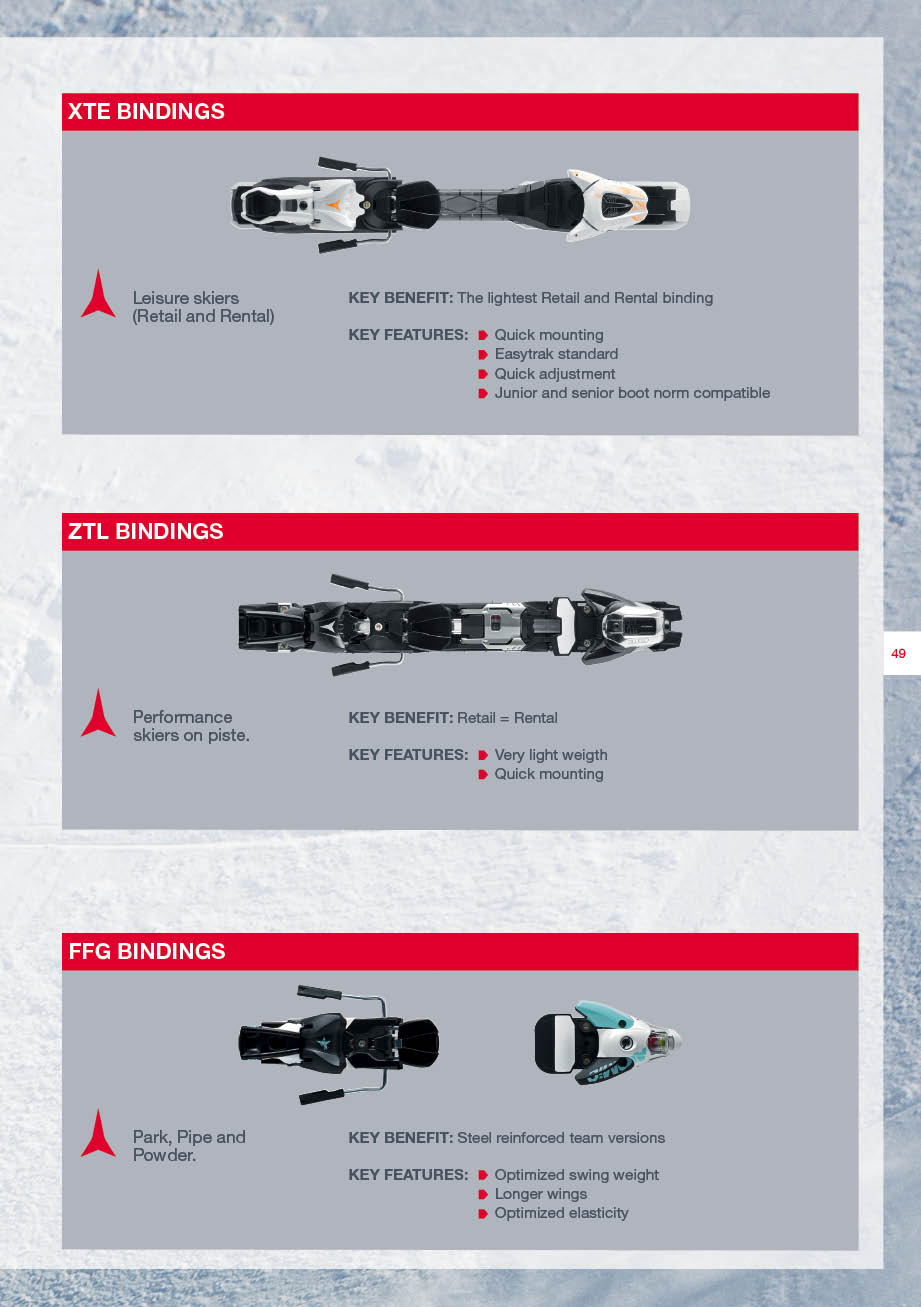 XTE BINDINGS
Leisure skiers
(Retail and Rental)
KEY BENEFIT: The lightest Retail and Rental binding
KEY FEATURES: Quick mounting
Easytrak standard
Quick adjustment
Junior and senior boot norm compatible
ZTL BINDINGS
49
Performance
skiers on piste.
KEY BENEFIT: Retail = Rental
KEY FEATURES: Very light weigth
Quick mounting
FFG BINDINGS
Park, Pipe and
Powder.
KEY BENEFIT: Steel reinforced team versions
KEY FEATURES: Optimized swing weight
Longer wings
Optimized elasticity